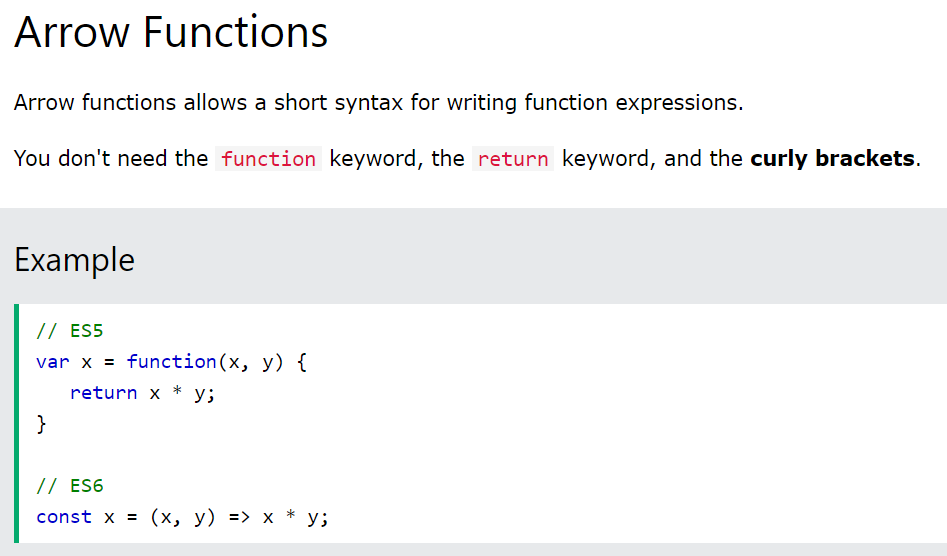 Arrow Functions
Arrow functions allows a short syntax for writing function expressions.
You don't need the function keyword, the return keyword, and the curly brackets.
Example
// ES5
var x = function(x, y) {
   return x * y;
}
// ES6
const x = (x, y) => x * y;